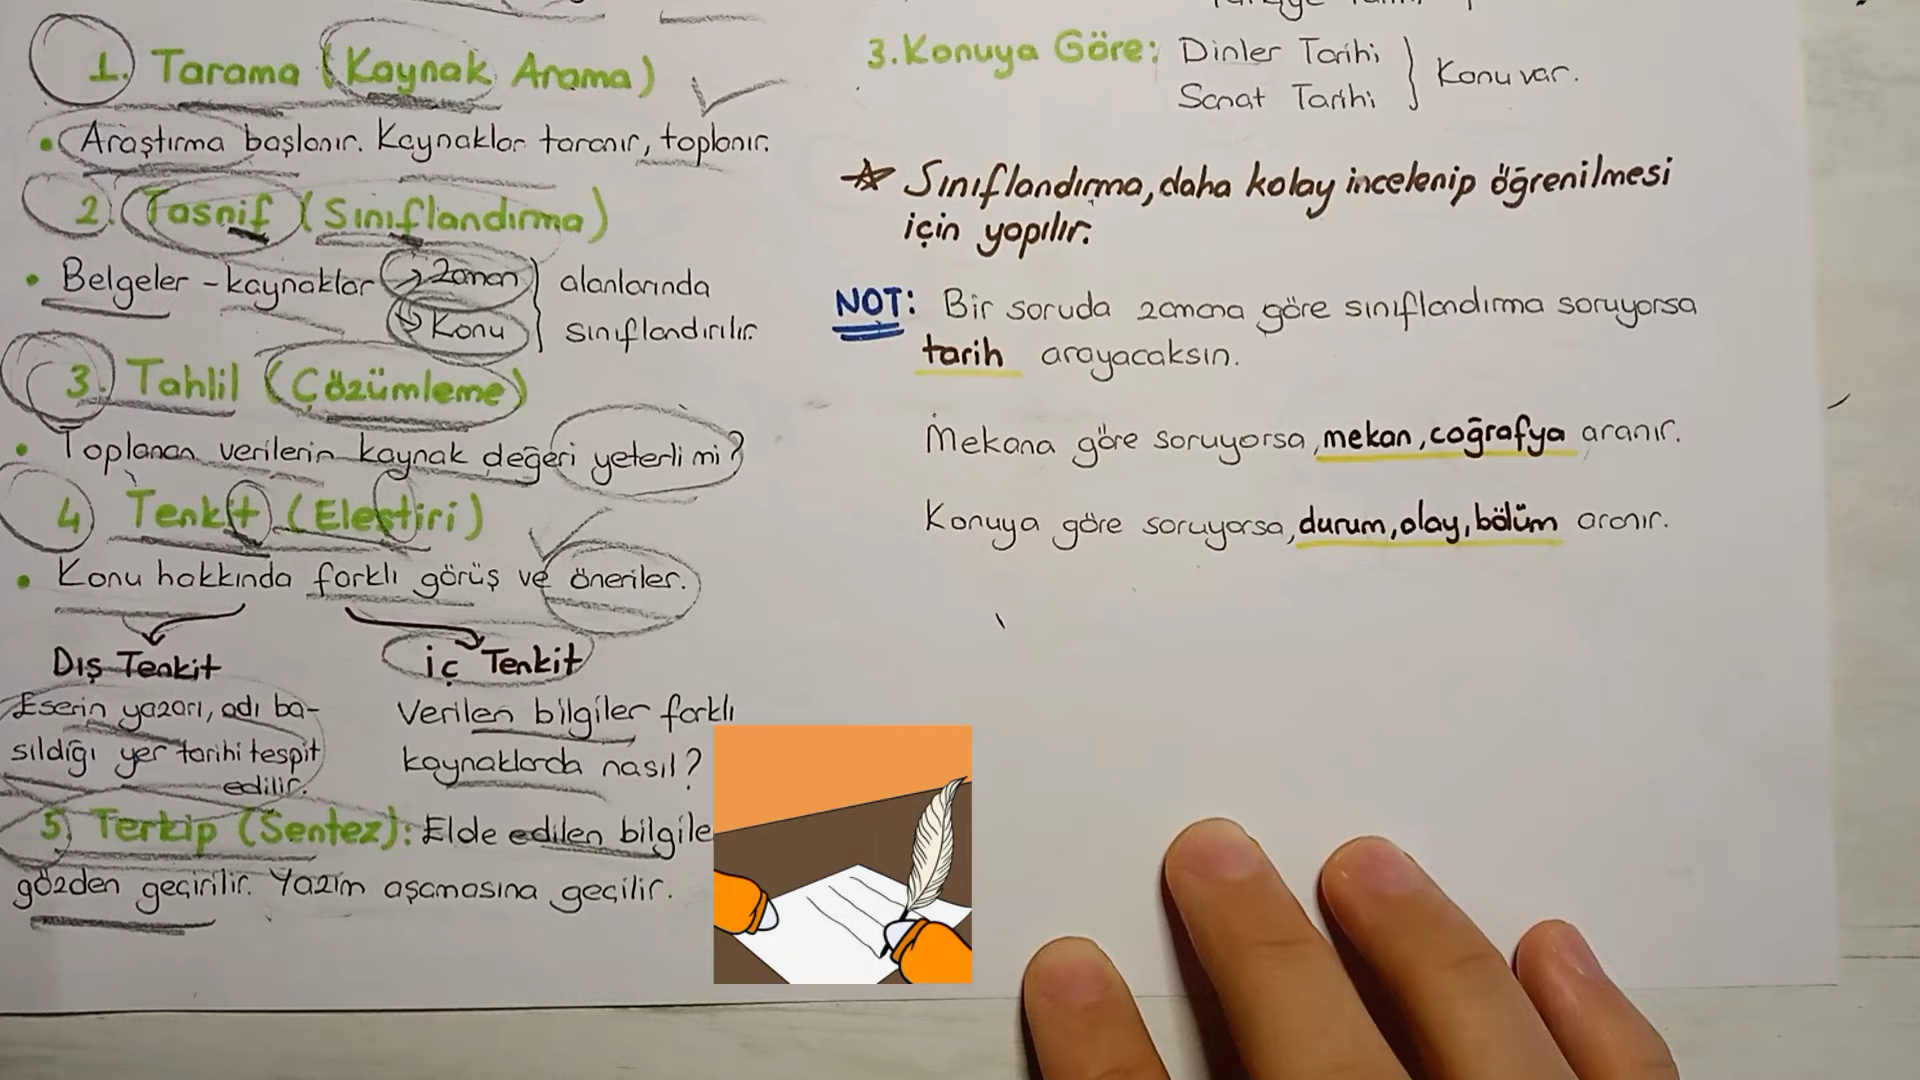 1. Tarama (Kaynak Arama)
• Araştırma başlanır. Kaynaklar taranır, toplanır.
2. Tasnif (Sınıflandırma)
• Belgeler - kaynaklar → Zaman
→ Konu
alanlarında
sınıflandırılır.
3. Tahlil (Çözümleme)
• Toplanan verilerin kaynak değeri yeterli mi?
4 Tenkit (Eleştiri)
• Konu hakkında farklı görüş ve öneriler.
Dış Tenkit
Eserin yazarı, adı ba-
sıldığı yer tarihi tespit
edilir.
İç Tenkit
Verilen bilgiler farklı
kaynaklarda nasıl?
5. Terkip (Sentez): Elde edilen bilgile
gözden geçirilir. Yazım aşamasına geçilir.
3. Konuya Göre: Dinler Tarihi
Sanat Tarihi
Konu var.
☆ Sınıflandırma, daha kolay incelenip öğrenilmesi
için yapılır.
NOT: Bir soruda zamana göre sınıflandırma soruyorsa
tarih arayacaksın.
Mekana göre soruyorsa, mekan, coğrafya aranır.
Konuya göre soruyorsa, durum, olay, bölüm aranır.